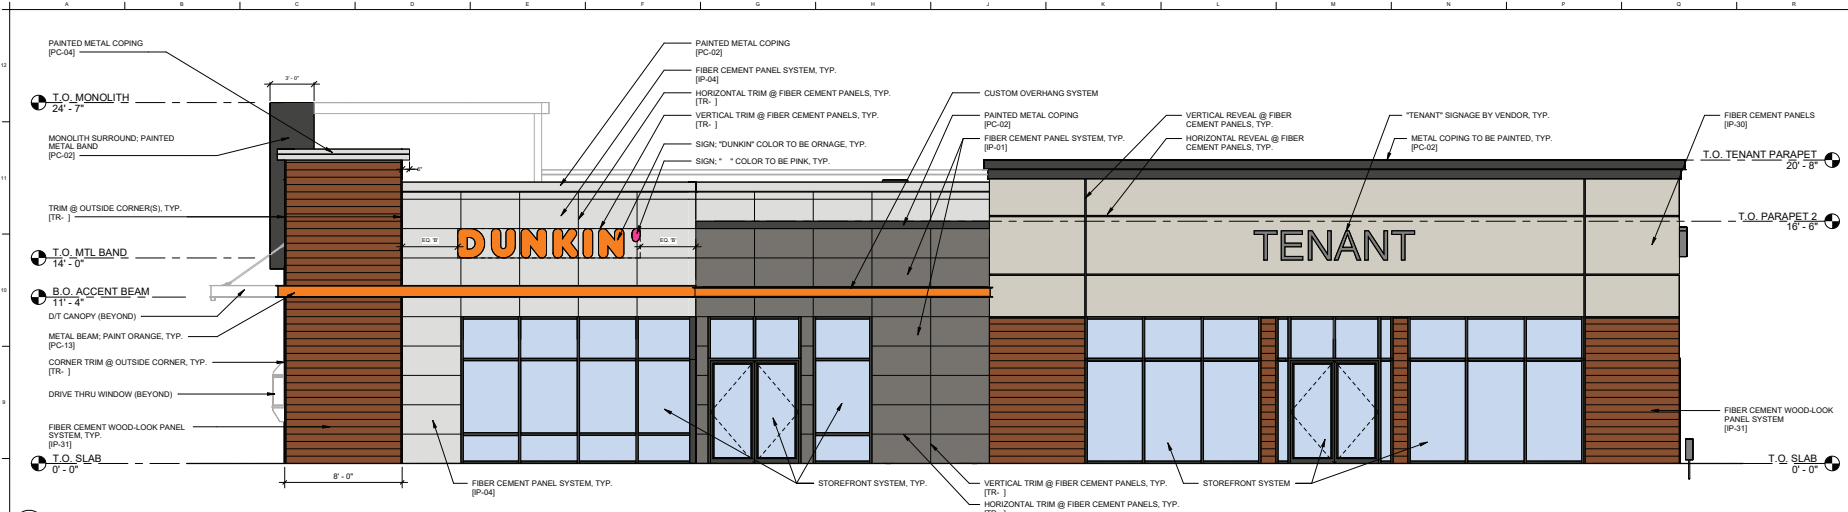 A B C D E F G H J K L M N P Q R
12
11
10
9
PAINTED METAL COPING
[PC-04]
3' - 0"
T.O. MONOLITH
24' - 7"
MONOLITH SURROUND; PAINTED
METAL BAND
[PC-02]
TRIM @ OUTSIDE CORNER(S), TYP.
[TR- ]
T.O. MTL BAND
14' - 0"
B.O. ACCENT BEAM
11' - 4"
D/T CANOPY (BEYOND)
METAL BEAM; PAINT ORANGE, TYP.
[PC-13]
CORNER TRIM @ OUTSIDE CORNER, TYP.
[TR- ]
DRIVE THRU WINDOW (BEYOND)
FIBER CEMENT WOOD-LOOK PANEL
SYSTEM, TYP.
[IP-31]
T.O. SLAB
0' - 0"
8' - 0"
PAINTED METAL COPING
[PC-02]
FIBER CEMENT PANEL SYSTEM, TYP.
[IP-04]
HORIZONTAL TRIM @ FIBER CEMENT PANELS, TYP.
[TR- ]
VERTICAL TRIM @ FIBER CEMENT PANELS, TYP.
[TR- ]
SIGN; "DUNKIN" COLOR TO BE ORNAGE, TYP.
SIGN; " " COLOR TO BE PINK, TYP.
EQ. 'B'
DUNKIN'
EQ. 'B'
CUSTOM OVERHANG SYSTEM
PAINTED METAL COPING
[PC-02]
FIBER CEMENT PANEL SYSTEM, TYP.
[IP-01]
VERTICAL REVEAL @ FIBER
CEMENT PANELS, TYP.
HORIZONTAL REVEAL @ FIBER
CEMENT PANELS, TYP.
"TENANT" SIGNAGE BY VENDOR, TYP.
METAL COPING TO BE PAINTED, TYP.
[PC-02]
FIBER CEMENT PANELS
[IP-30]
T.O. TENANT PARAPET
20' - 8"
T.O. PARAPET 2
16' - 6"
TENANT
FIBER CEMENT WOOD-LOOK
PANEL SYSTEM
[IP-31]
T.O. SLAB
0' - 0"
FIBER CEMENT PANEL SYSTEM, TYP.
[IP-04]
STOREFRONT SYSTEM, TYP.
VERTICAL TRIM @ FIBER CEMENT PANELS, TYP.
[TR- ]
HORIZONTAL TRIM @ FIBER CEMENT PANELS, TYP.
STOREFRONT SYSTEM